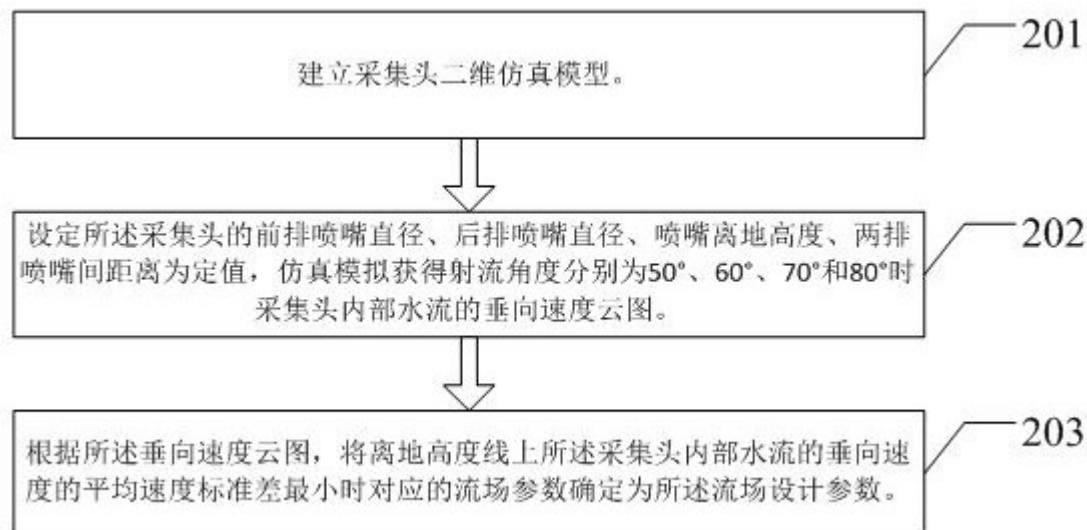 建立采集头二维仿真模型。
201
设定所述采集头的前排喷嘴直径、后排喷嘴直径、喷嘴离地高度、两排
喷嘴间距离为定值，仿真模拟获得射流角度分别为50°、60°、70°和80°时
采集头内部水流的垂向速度云图。
202
根据所述垂向速度云图，将离地高度线上所述采集头内部水流的垂向速
度的平均速度标准差最小时对应的流场参数确定为所述流场设计参数。
203